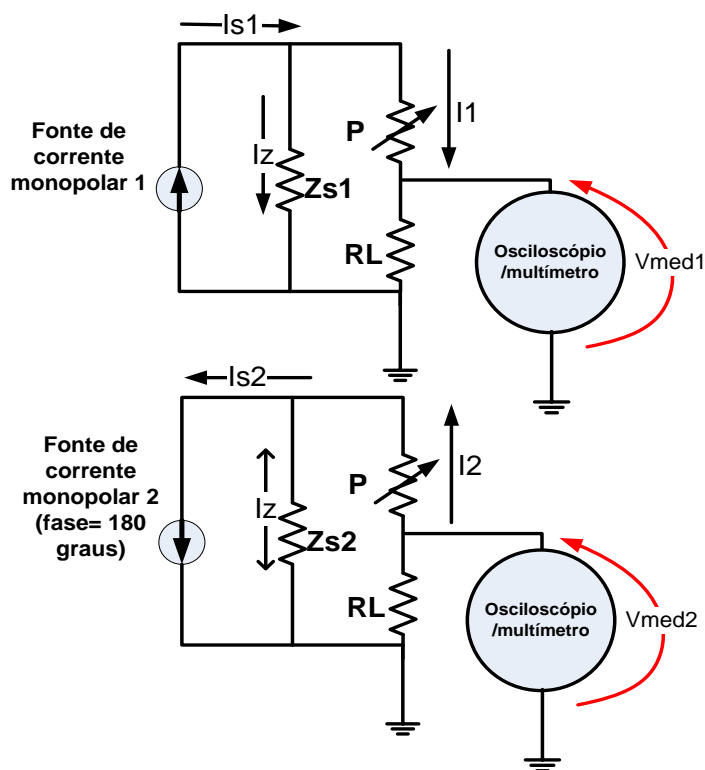 Is1
Fonte de
corrente
monopolar 1
Iz
Zs1
P
I1
RL
Osciloscópio
/multímetro
Vmed1
Is2
Fonte de
corrente
monopolar 2
(fase= 180
graus)
Iz
Zs2
P
I2
RL
Osciloscópio
/multímetro
Vmed2